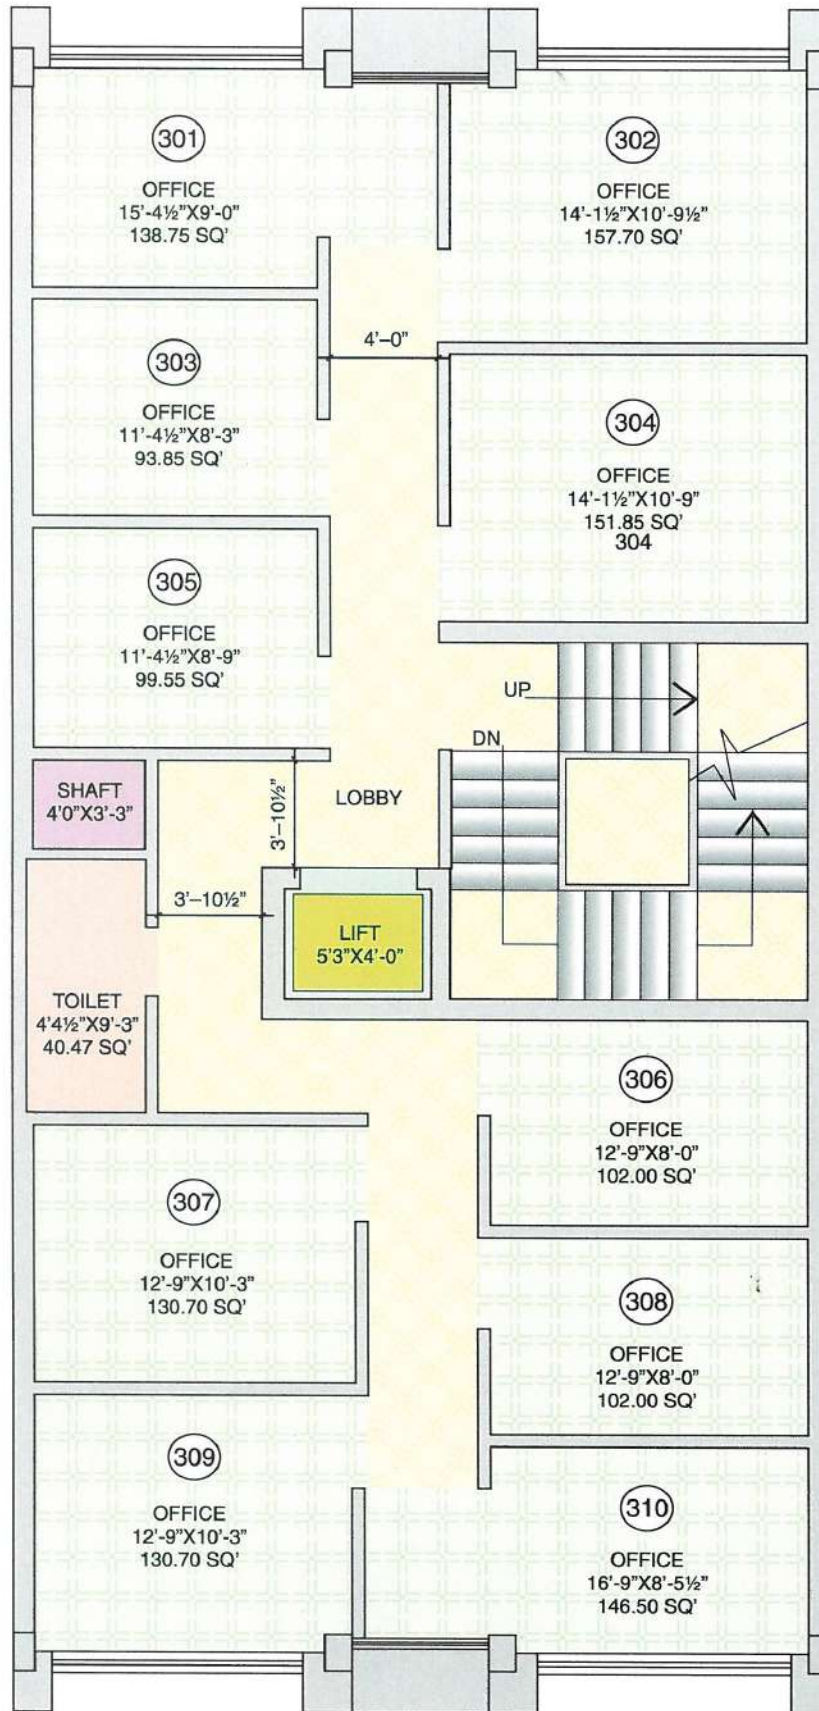 301
OFFICE
15'-4½"X9'-0"
138.75 SQ'
302
OFFICE
14'-1½"X10'-9½"
157.70 SQ'
4'–0"
303
OFFICE
11'-4½"X8'-3"
93.85 SQ'
304
OFFICE
14'-1½"X10'-9"
151.85 SQ'
304
305
OFFICE
11'-4½"X8'-9"
99.55 SQ'
UP
DN
SHAFT
4'0"X3'-3"
3'–10½"
LOBBY
3'–10½"
LIFT
5'3"X4'-0"
TOILET
4'4½"X9'-3"
40.47 SQ'
306
OFFICE
12'-9"X8'-0"
102.00 SQ'
307
OFFICE
12'-9"X10'-3"
130.70 SQ'
308
OFFICE
12'-9"X8'-0"
102.00 SQ'
309
OFFICE
12'-9"X10'-3"
130.70 SQ'
310
OFFICE
16'-9"X8'-5½"
146.50 SQ'